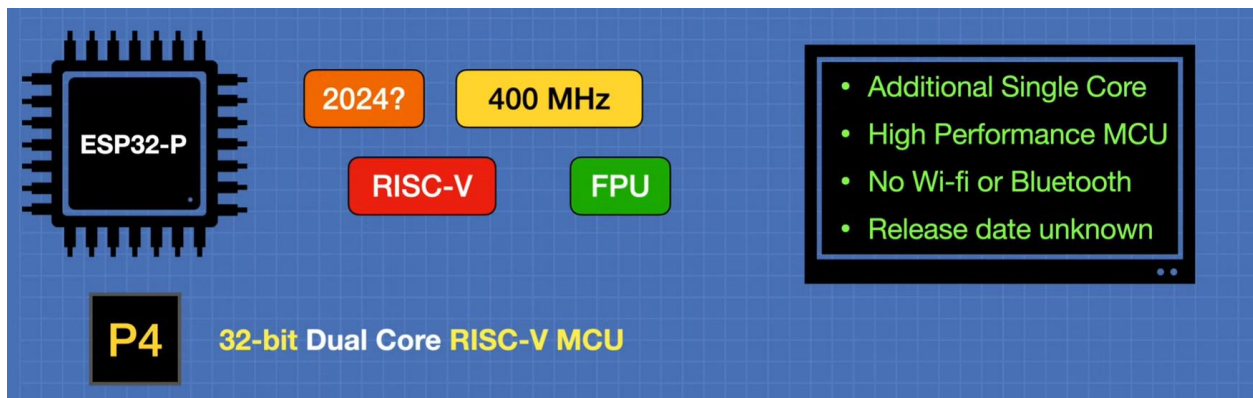 ESP32-P
2024?
400 MHz
RISC-V
FPU
• Additional Single Core
• High Performance MCU
• No Wi-fi or Bluetooth
• Release date unknown
P4
32-bit Dual Core RISC-V MCU